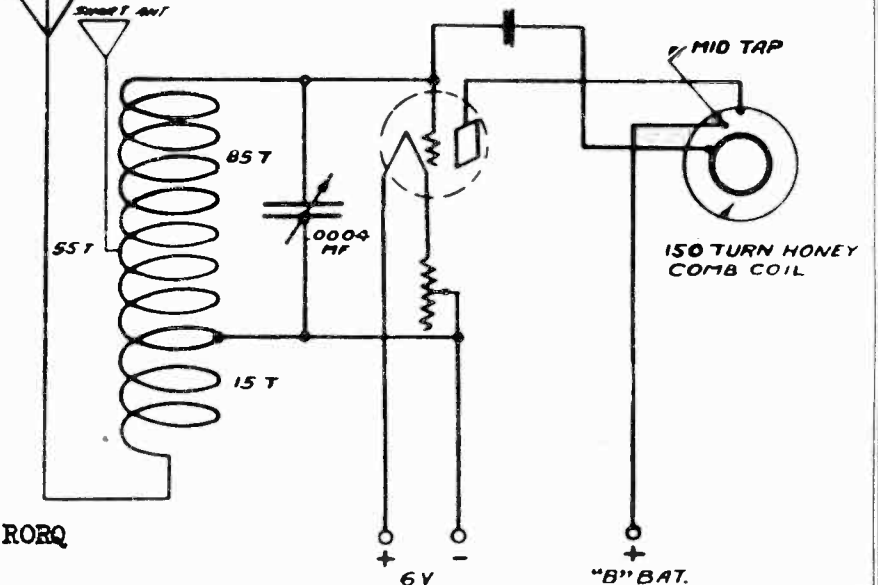 SHORT ANT
MID TAP
85 T
.0004
MF
55 T
150 TURN HONEY
COMB COIL
15 T
RORQ
+
-
6 V
+
"B" BAT.